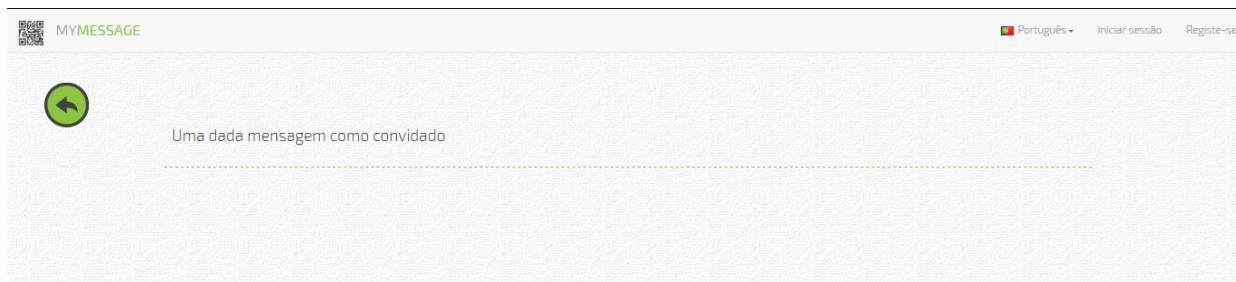 MYMESSAGE
Português
Iniciar sessão
Registe-se
Uma dada mensagem como convidado